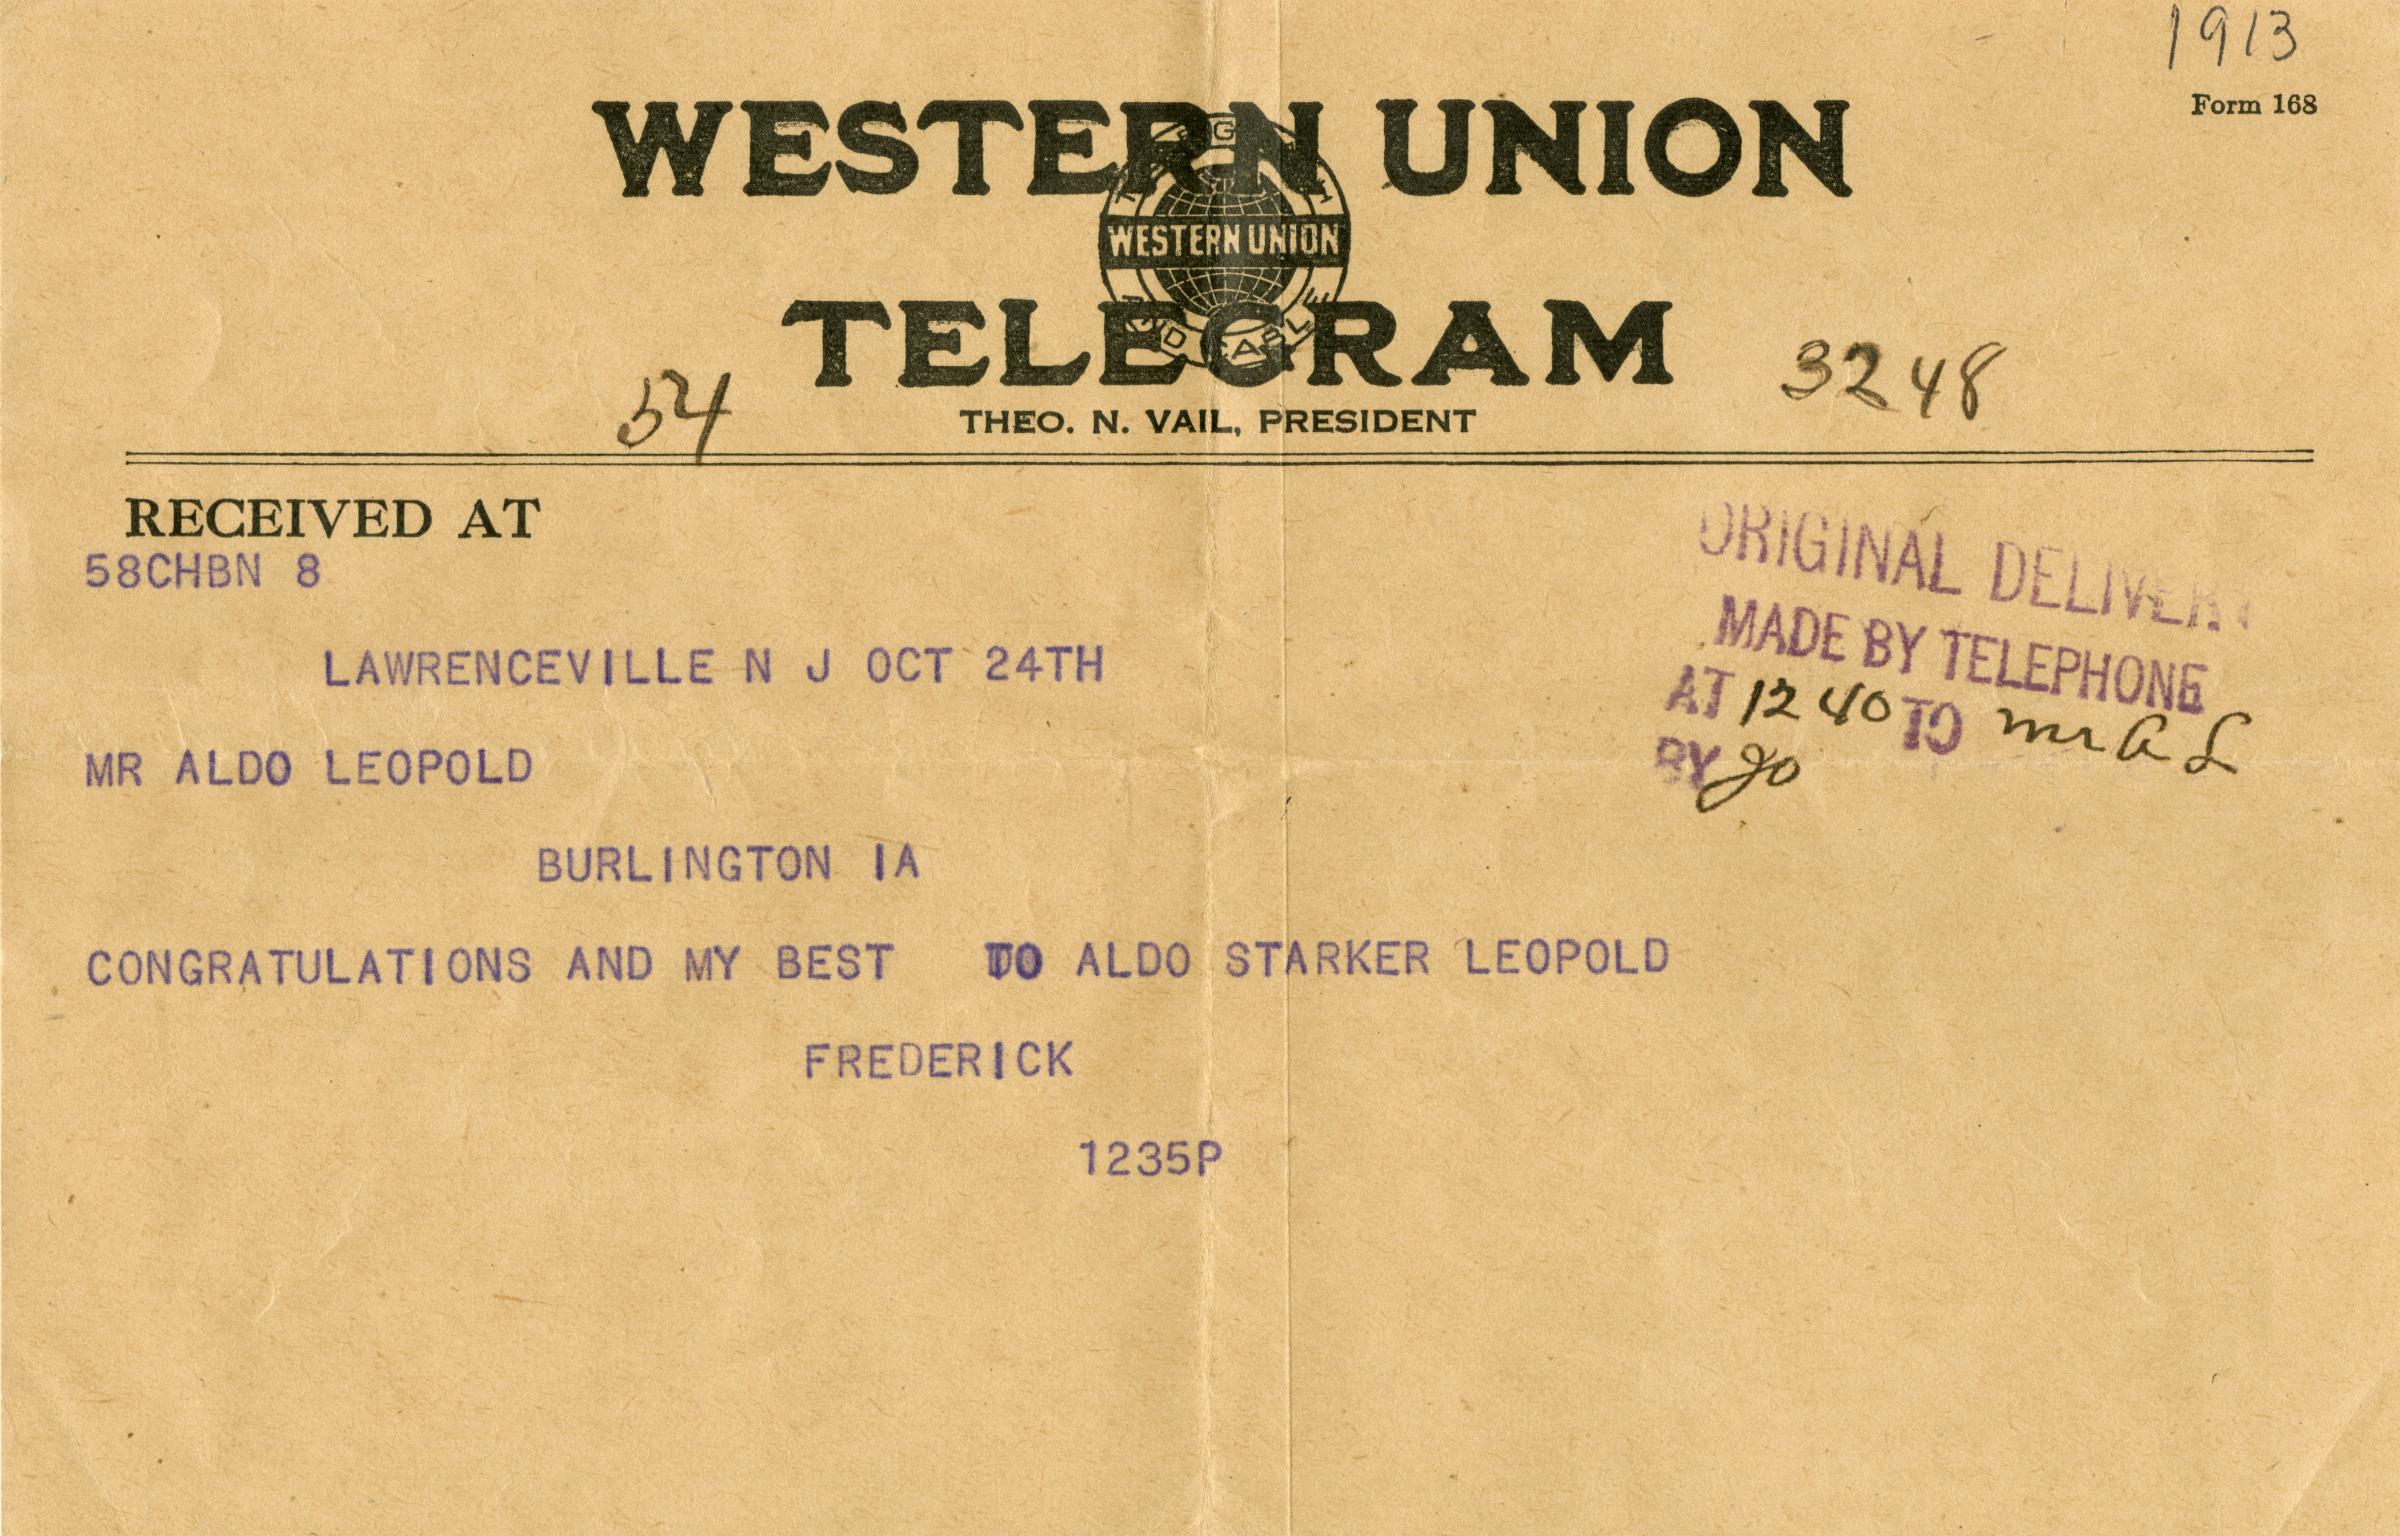 1913
Form 168
WESTERN UNION
WESTERN UNION
TELEGRAM
54
3248
THEO. N. VAIL, PRESIDENT
RECEIVED AT
58CHBN 8
ORIGINAL DELIVERY
MADE BY TELEPHONE
AT 12 40 TO Mr A L
BY Jo
LAWRENCEVILLE N J OCT 24TH
MR ALDO LEOPOLD
BURLINGTON IA
CONGRATULATIONS AND MY BEST TO ALDO STARKER LEOPOLD
FREDERICK
1235P